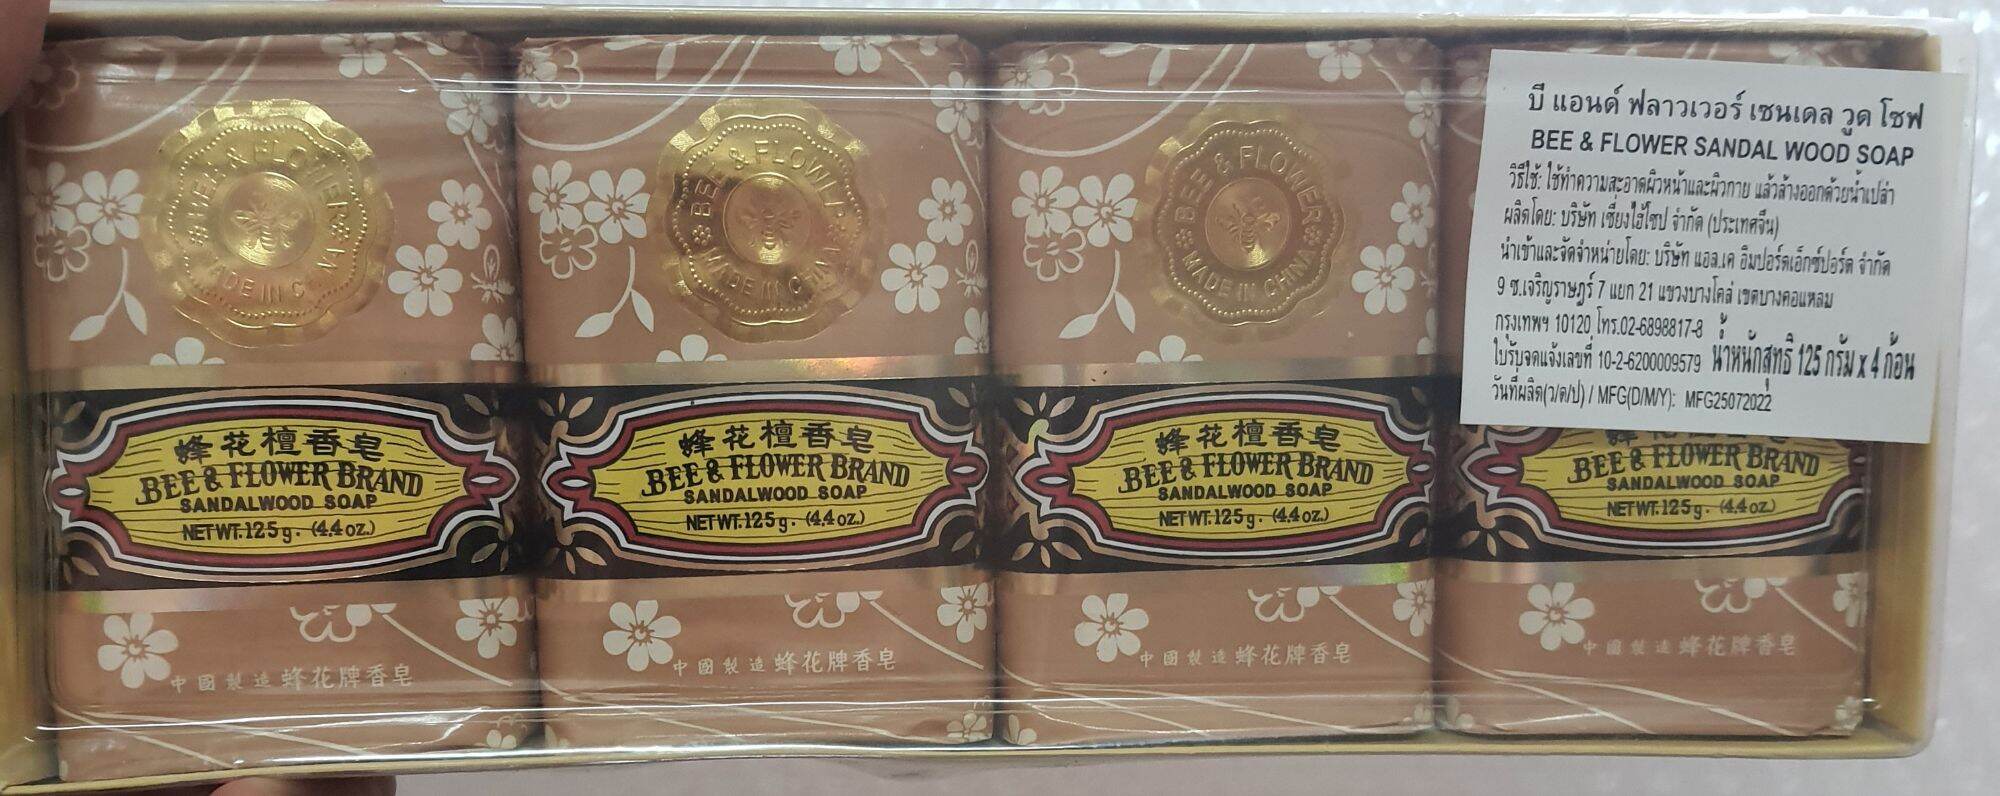 BEE & FLOWER
MADE IN CHINA
蜂花檀香皂
BEE & FLOWER BRAND
SANDALWOOD SOAP
NET WT. 125g. (4.4 oz.)
中國製造 蜂花牌香皂
BEE & FLOWER
MADE IN CHINA
蜂花檀香皂
BEE & FLOWER BRAND
SANDALWOOD SOAP
NET WT. 125g. (4.4 oz.)
中國製造 蜂花牌香皂
BEE & FLOWER
MADE IN CHINA
蜂花檀香皂
BEE & FLOWER BRAND
SANDALWOOD SOAP
NET WT. 125g. (4.4 oz.)
中國製造 蜂花牌香皂
บี แอนด์ ฟลาวเวอร์ เซนเดล วูด โซฟ
BEE & FLOWER SANDAL WOOD SOAP
วิธีใช้: ใช้ทำความสะอาดผิวหน้าและผิวกาย แล้วล้างออกด้วยน้ำเปล่า
ผลิตโดย: บริษัท เซี่ยงไฮ้โซป จำกัด (ประเทศจีน)
นำเข้าและจัดจำหน่ายโดย: บริษัท แอล.เค อิมปอร์ตเอ็กซ์ปอร์ต จำกัด
9 ซ.เจริญราษฎร์ 7 แยก 21 แขวงบางโคล่ เขตบางคอแหลม
กรุงเทพฯ 10120 โทร.02-6898817-8
ใบรับจดแจ้งเลขที่ 10-2-6200009579 น้ำหนักสุทธิ 125 กรัม x 4 ก้อน
วันที่ผลิต(ว/ด/ป) / MFG(D/M/Y): MFG25072022
蜂花檀香皂
BEE & FLOWER BRAND
SANDALWOOD SOAP
NET WT. 125g. (4.4 oz.)
中國製造 蜂花牌香皂